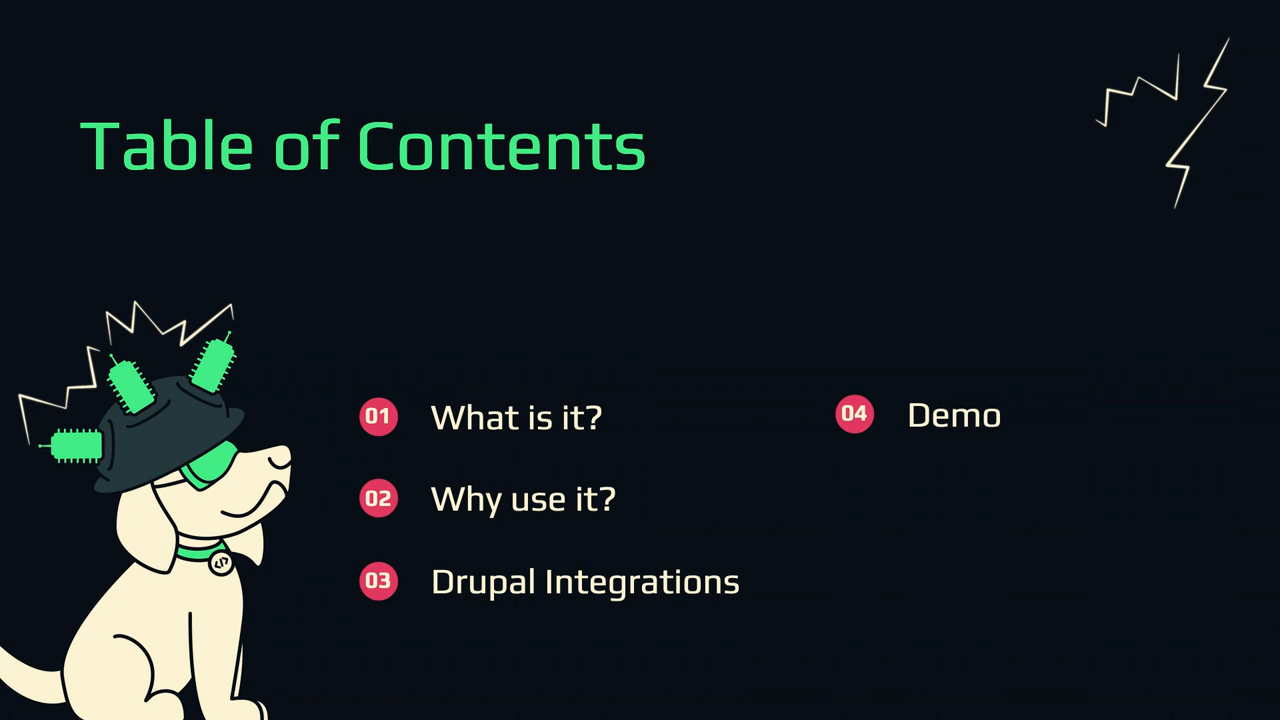 Table of Contents
01 What is it?
02 Why use it?
03 Drupal Integrations
04 Demo